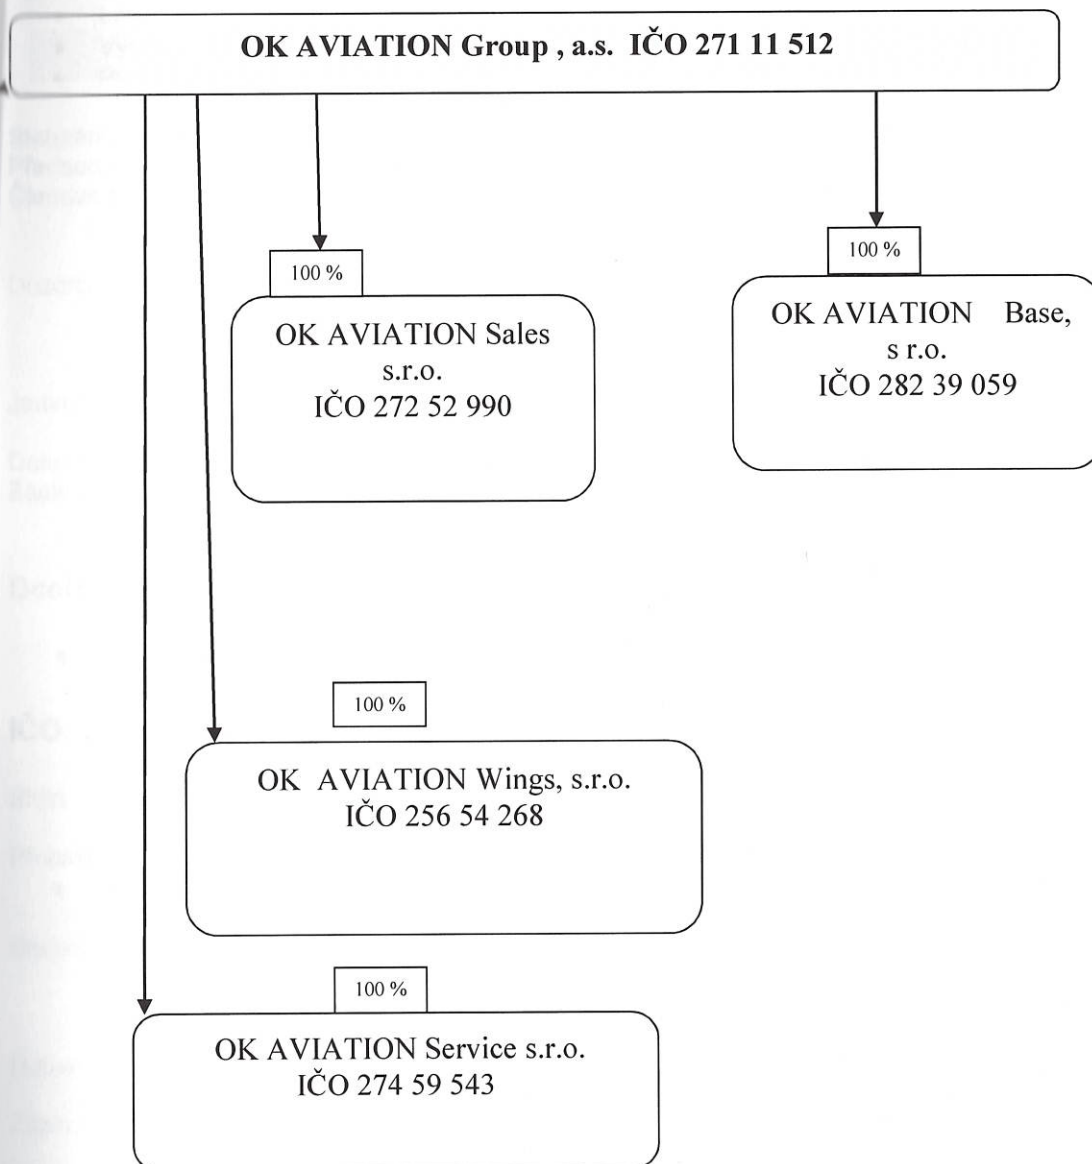 OK AVIATION Group , a.s. IČO 271 11 512
100 %
OK AVIATION Sales
s.r.o.
IČO 272 52 990
100 %
OK AVIATION Base,
s r.o.
IČO 282 39 059
100 %
OK AVIATION Wings, s.r.o.
IČO 256 54 268
100 %
OK AVIATION Service s.r.o.
IČO 274 59 543